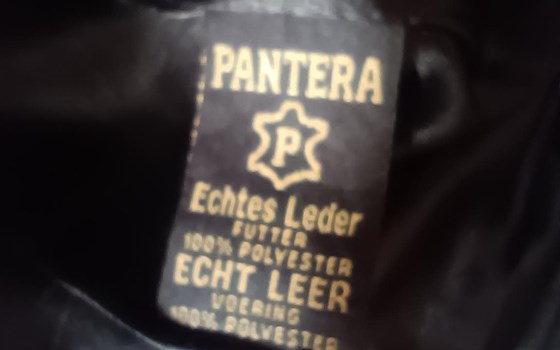 PANTERA
P
Echtes Leder
FUTTER
100% POLYESTER
ECHT LEER
VOERING
100% POLYESTER